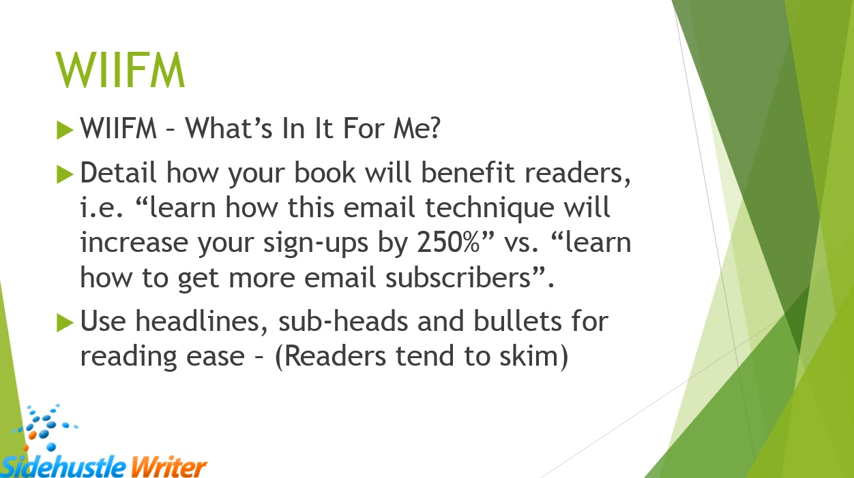 WIIFM
WIIFM – What’s In It For Me?
Detail how your book will benefit readers,
i.e. “learn how this email technique will
increase your sign-ups by 250%” vs. “learn
how to get more email subscribers”.
Use headlines, sub-heads and bullets for
reading ease – (Readers tend to skim)
Sidehustle Writer